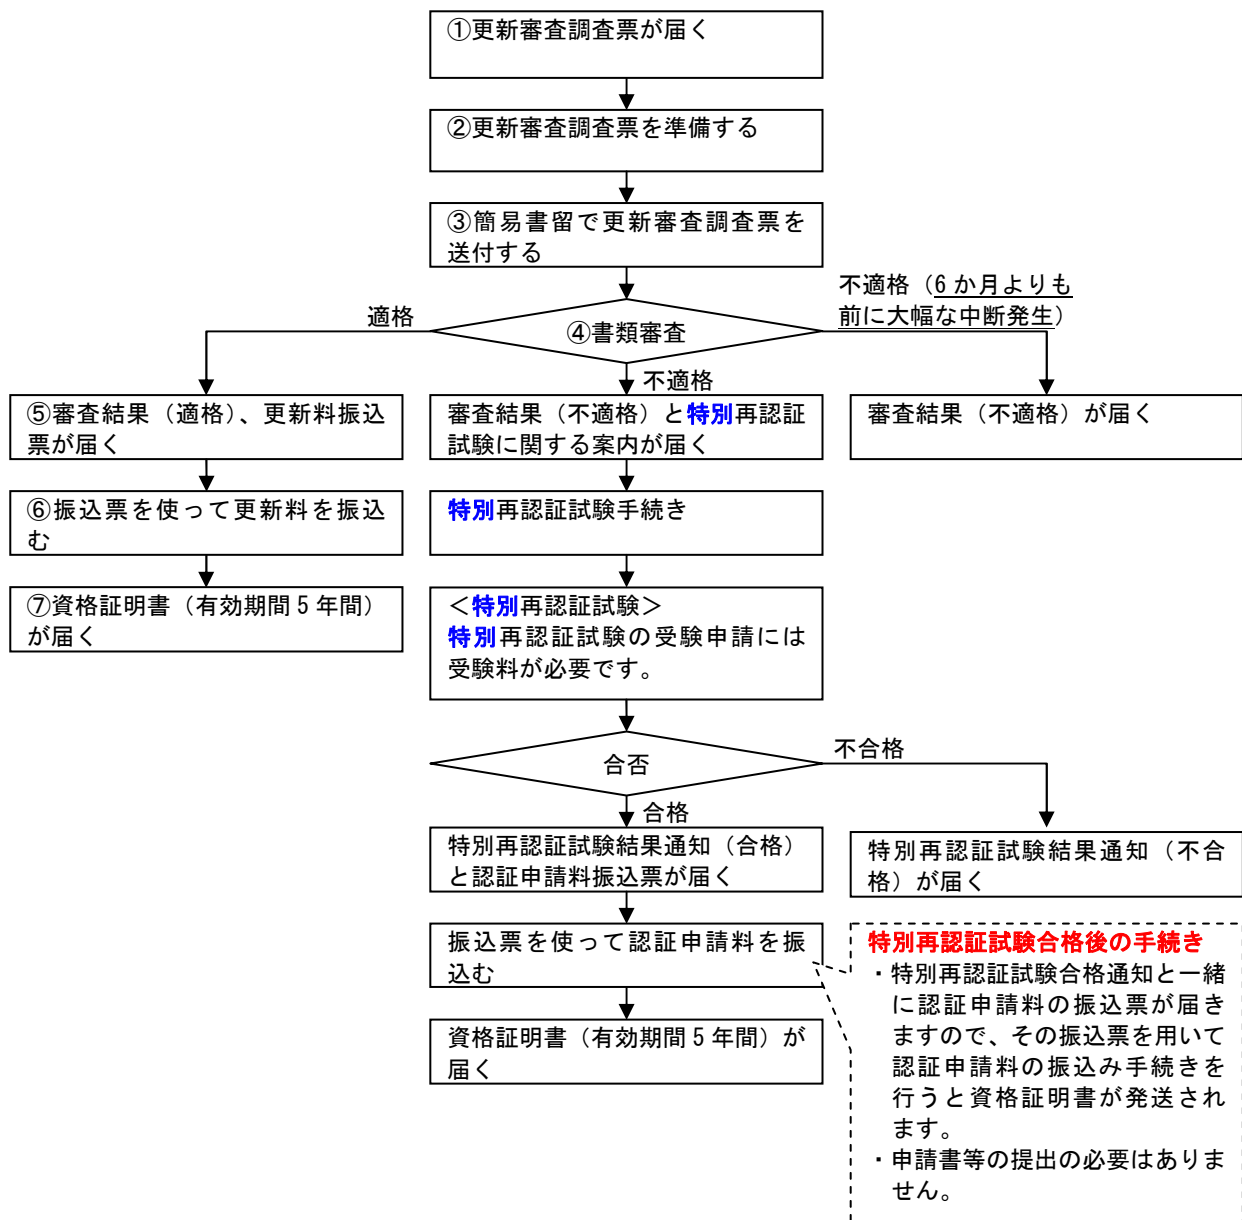 ①更新審査調査票が届く
②更新審査調査票を準備する
③簡易書留で更新審査調査票を
送付する
不適格（6 か月よりも
前に大幅な中断発生）
適格
④書類審査
不適格
⑤審査結果（適格）、更新料振込
票が届く
審査結果（不適格）と特別再認証
試験に関する案内が届く
審査結果（不適格）が届く
⑥振込票を使って更新料を振込
む
特別再認証試験手続き
⑦資格証明書（有効期間 5 年間）
が届く
＜特別再認証試験＞
特別再認証試験の受験申請には
受験料が必要です。
合否
不合格
合格
特別再認証試験結果通知（合格）
と認証申請料振込票が届く
特別再認証試験結果通知（不合
格）が届く
振込票を使って認証申請料を振
込む
資格証明書（有効期間 5 年間）が
届く
特別再認証試験合格後の手続き
・特別再認証試験合格通知と一緒
に認証申請料の振込票が届き
ますので、その振込票を用いて
認証申請料の振込み手続きを
行うと資格証明書が発送され
ます。
・申請書等の提出の必要はありま
せん。